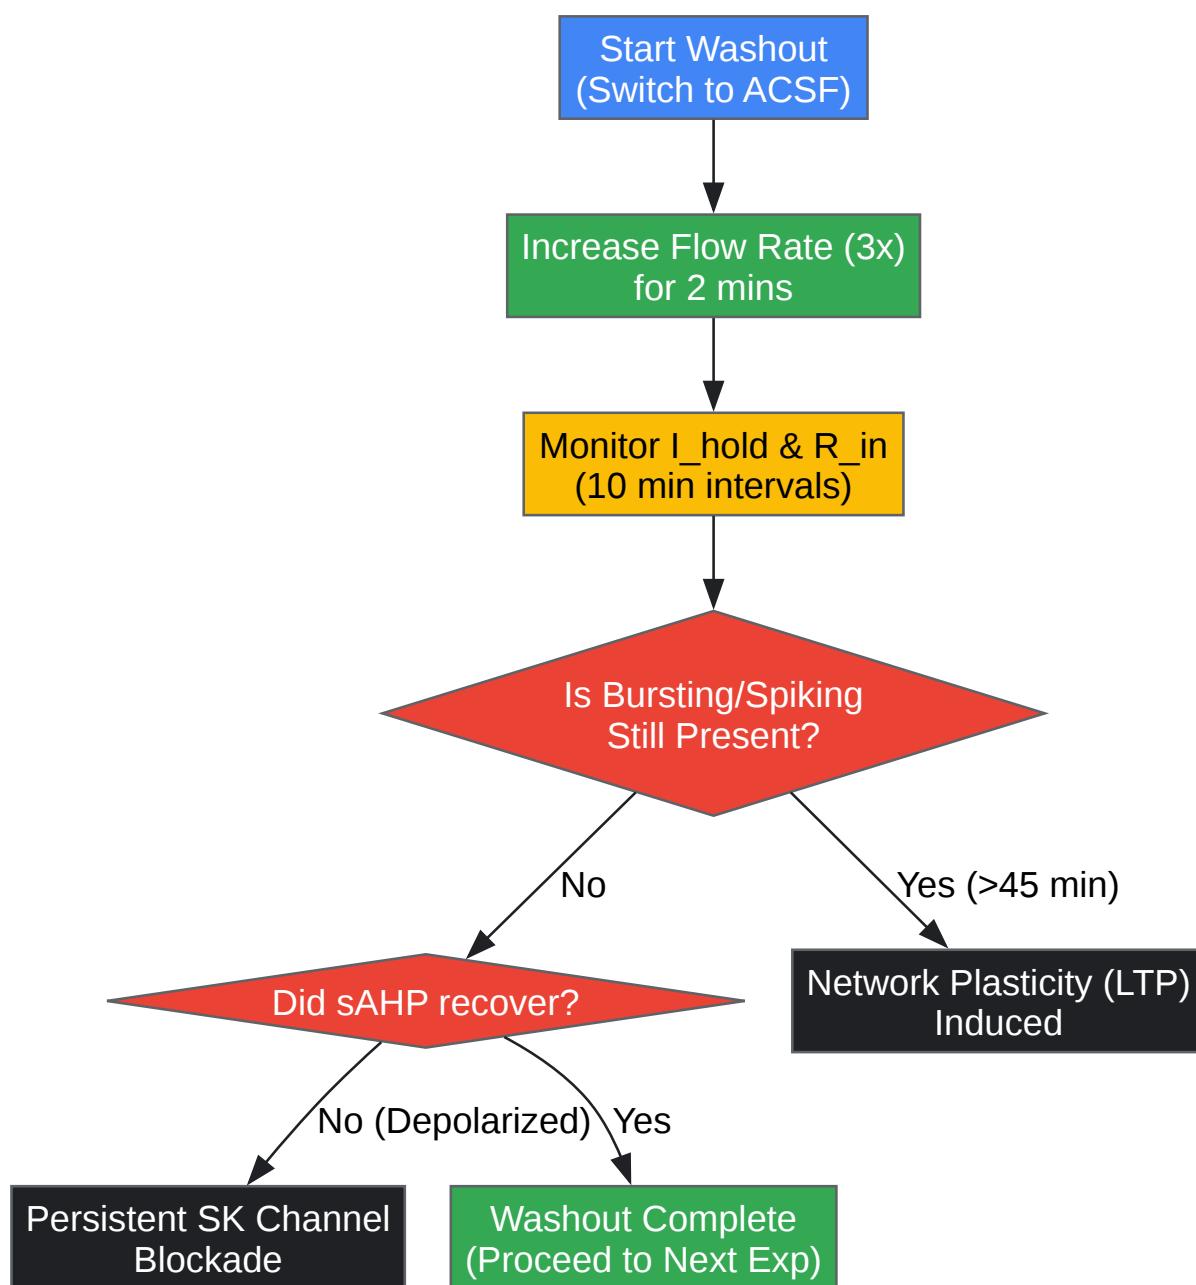 Start Washout
(Switch to ACSF)
Increase Flow Rate (3x)
for 2 mins
Monitor I_hold & R_in
(10 min intervals)
Is Bursting/Spiking
Still Present?
No
Yes (>45 min)
Did sAHP recover?
Network Plasticity (LTP)
Induced
No (Depolarized)
Yes
Persistent SK Channel
Blockade
Washout Complete
(Proceed to Next Exp)